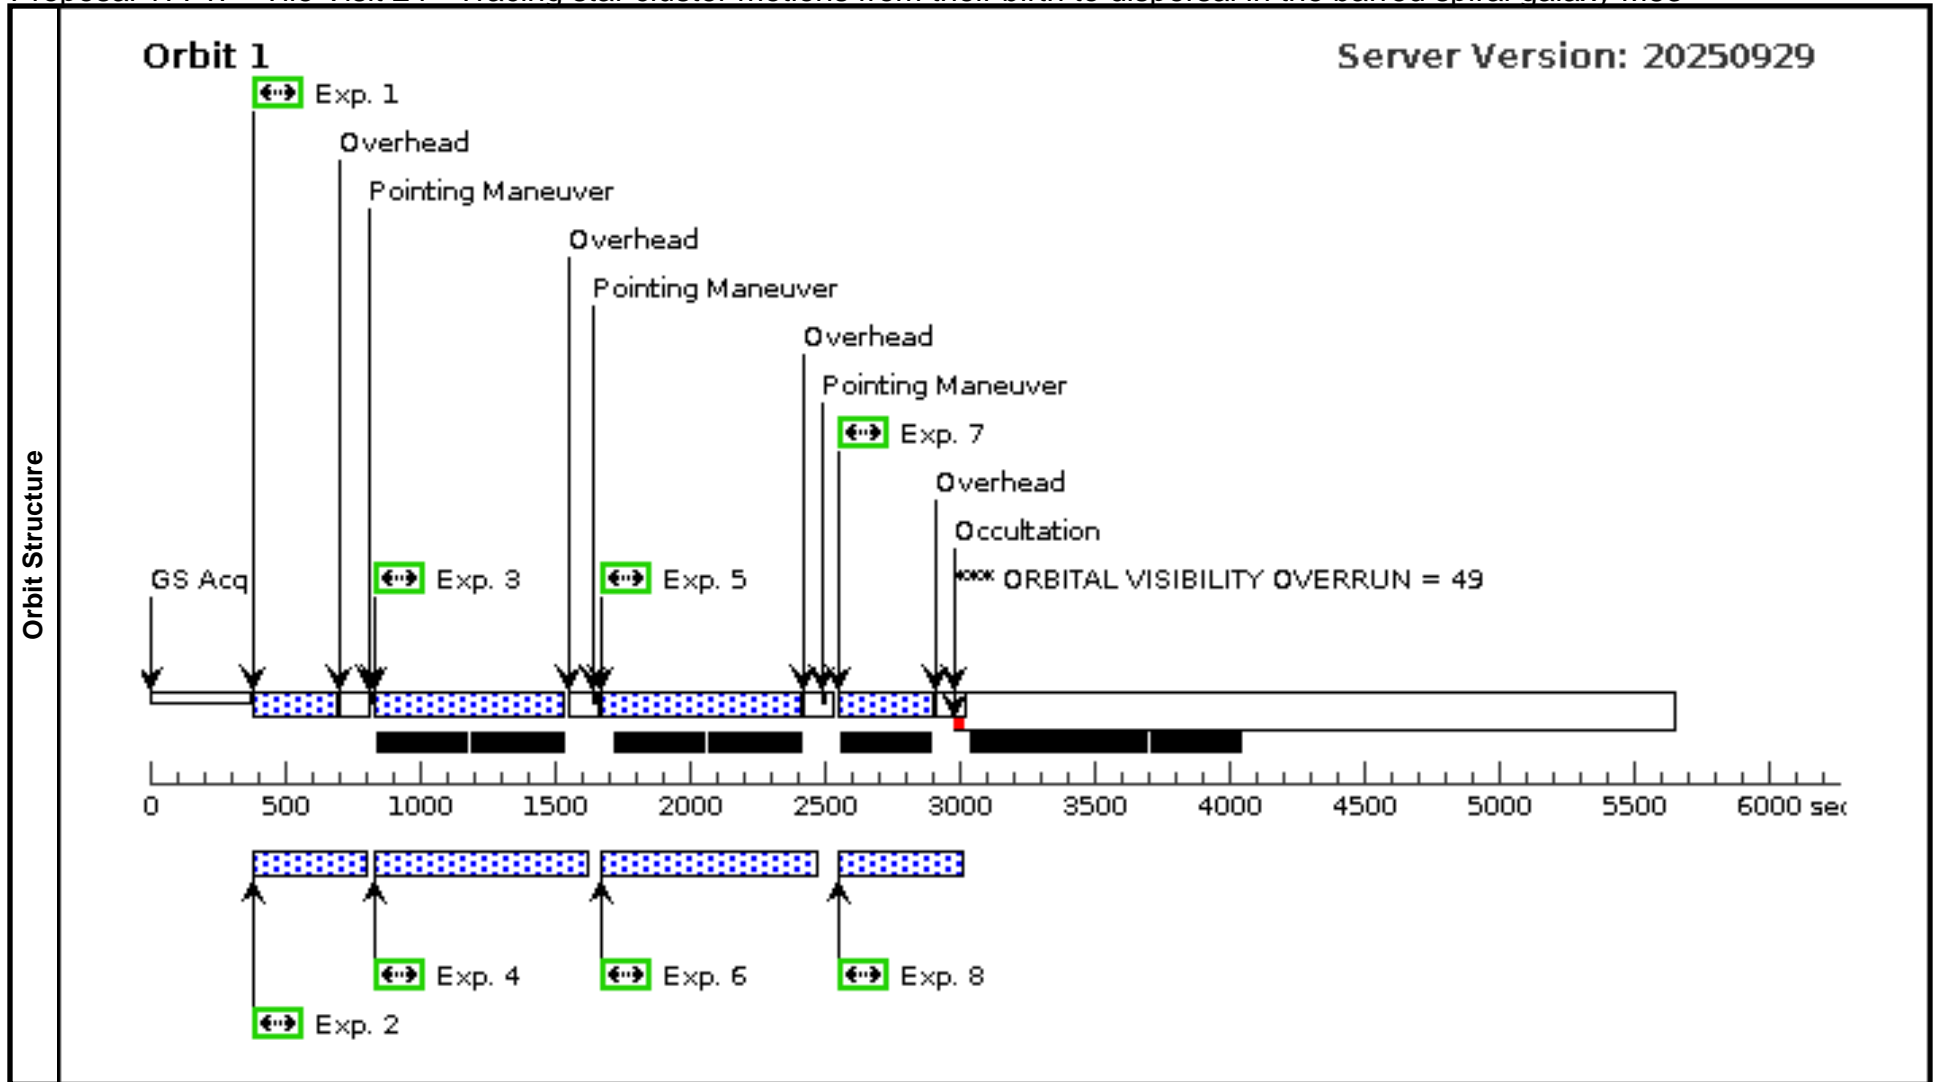 Orbit 1
Server Version: 20250929
Exp. 1
Overhead
Pointing Maneuver
Overhead
Pointing Maneuver
Overhead
Pointing Maneuver
Exp. 7
Overhead
Occultation
GS Acq
Exp. 3
Exp. 5
**** ORBITAL VISIBILITY OVERRUN = 49
Orbit Structure
0 500 1000 1500 2000 2500 3000 3500 4000 4500 5000 5500 6000
Exp. 4
Exp. 6
Exp. 8
Exp. 2